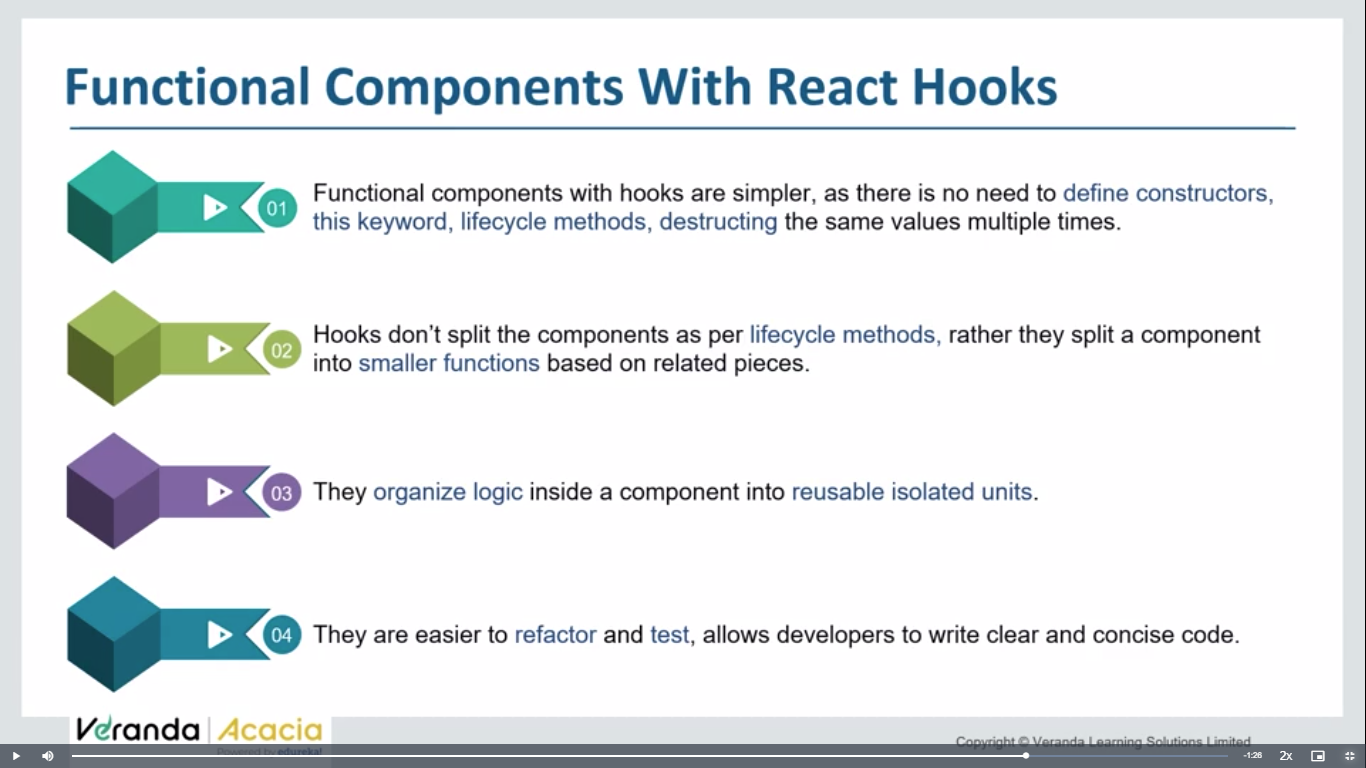 Functional Components With React Hooks
01
Functional components with hooks are simpler, as there is no need to define constructors,
this keyword, lifecycle methods, destructing the same values multiple times.
02
Hooks don’t split the components as per lifecycle methods, rather they split a component
into smaller functions based on related pieces.
03
They organize logic inside a component into reusable isolated units.
04
They are easier to refactor and test, allows developers to write clear and concise code.
Veranda | Acacia
Powered by edureka!
Copyright © Veranda Learning Solutions Limited
-1:26
2x